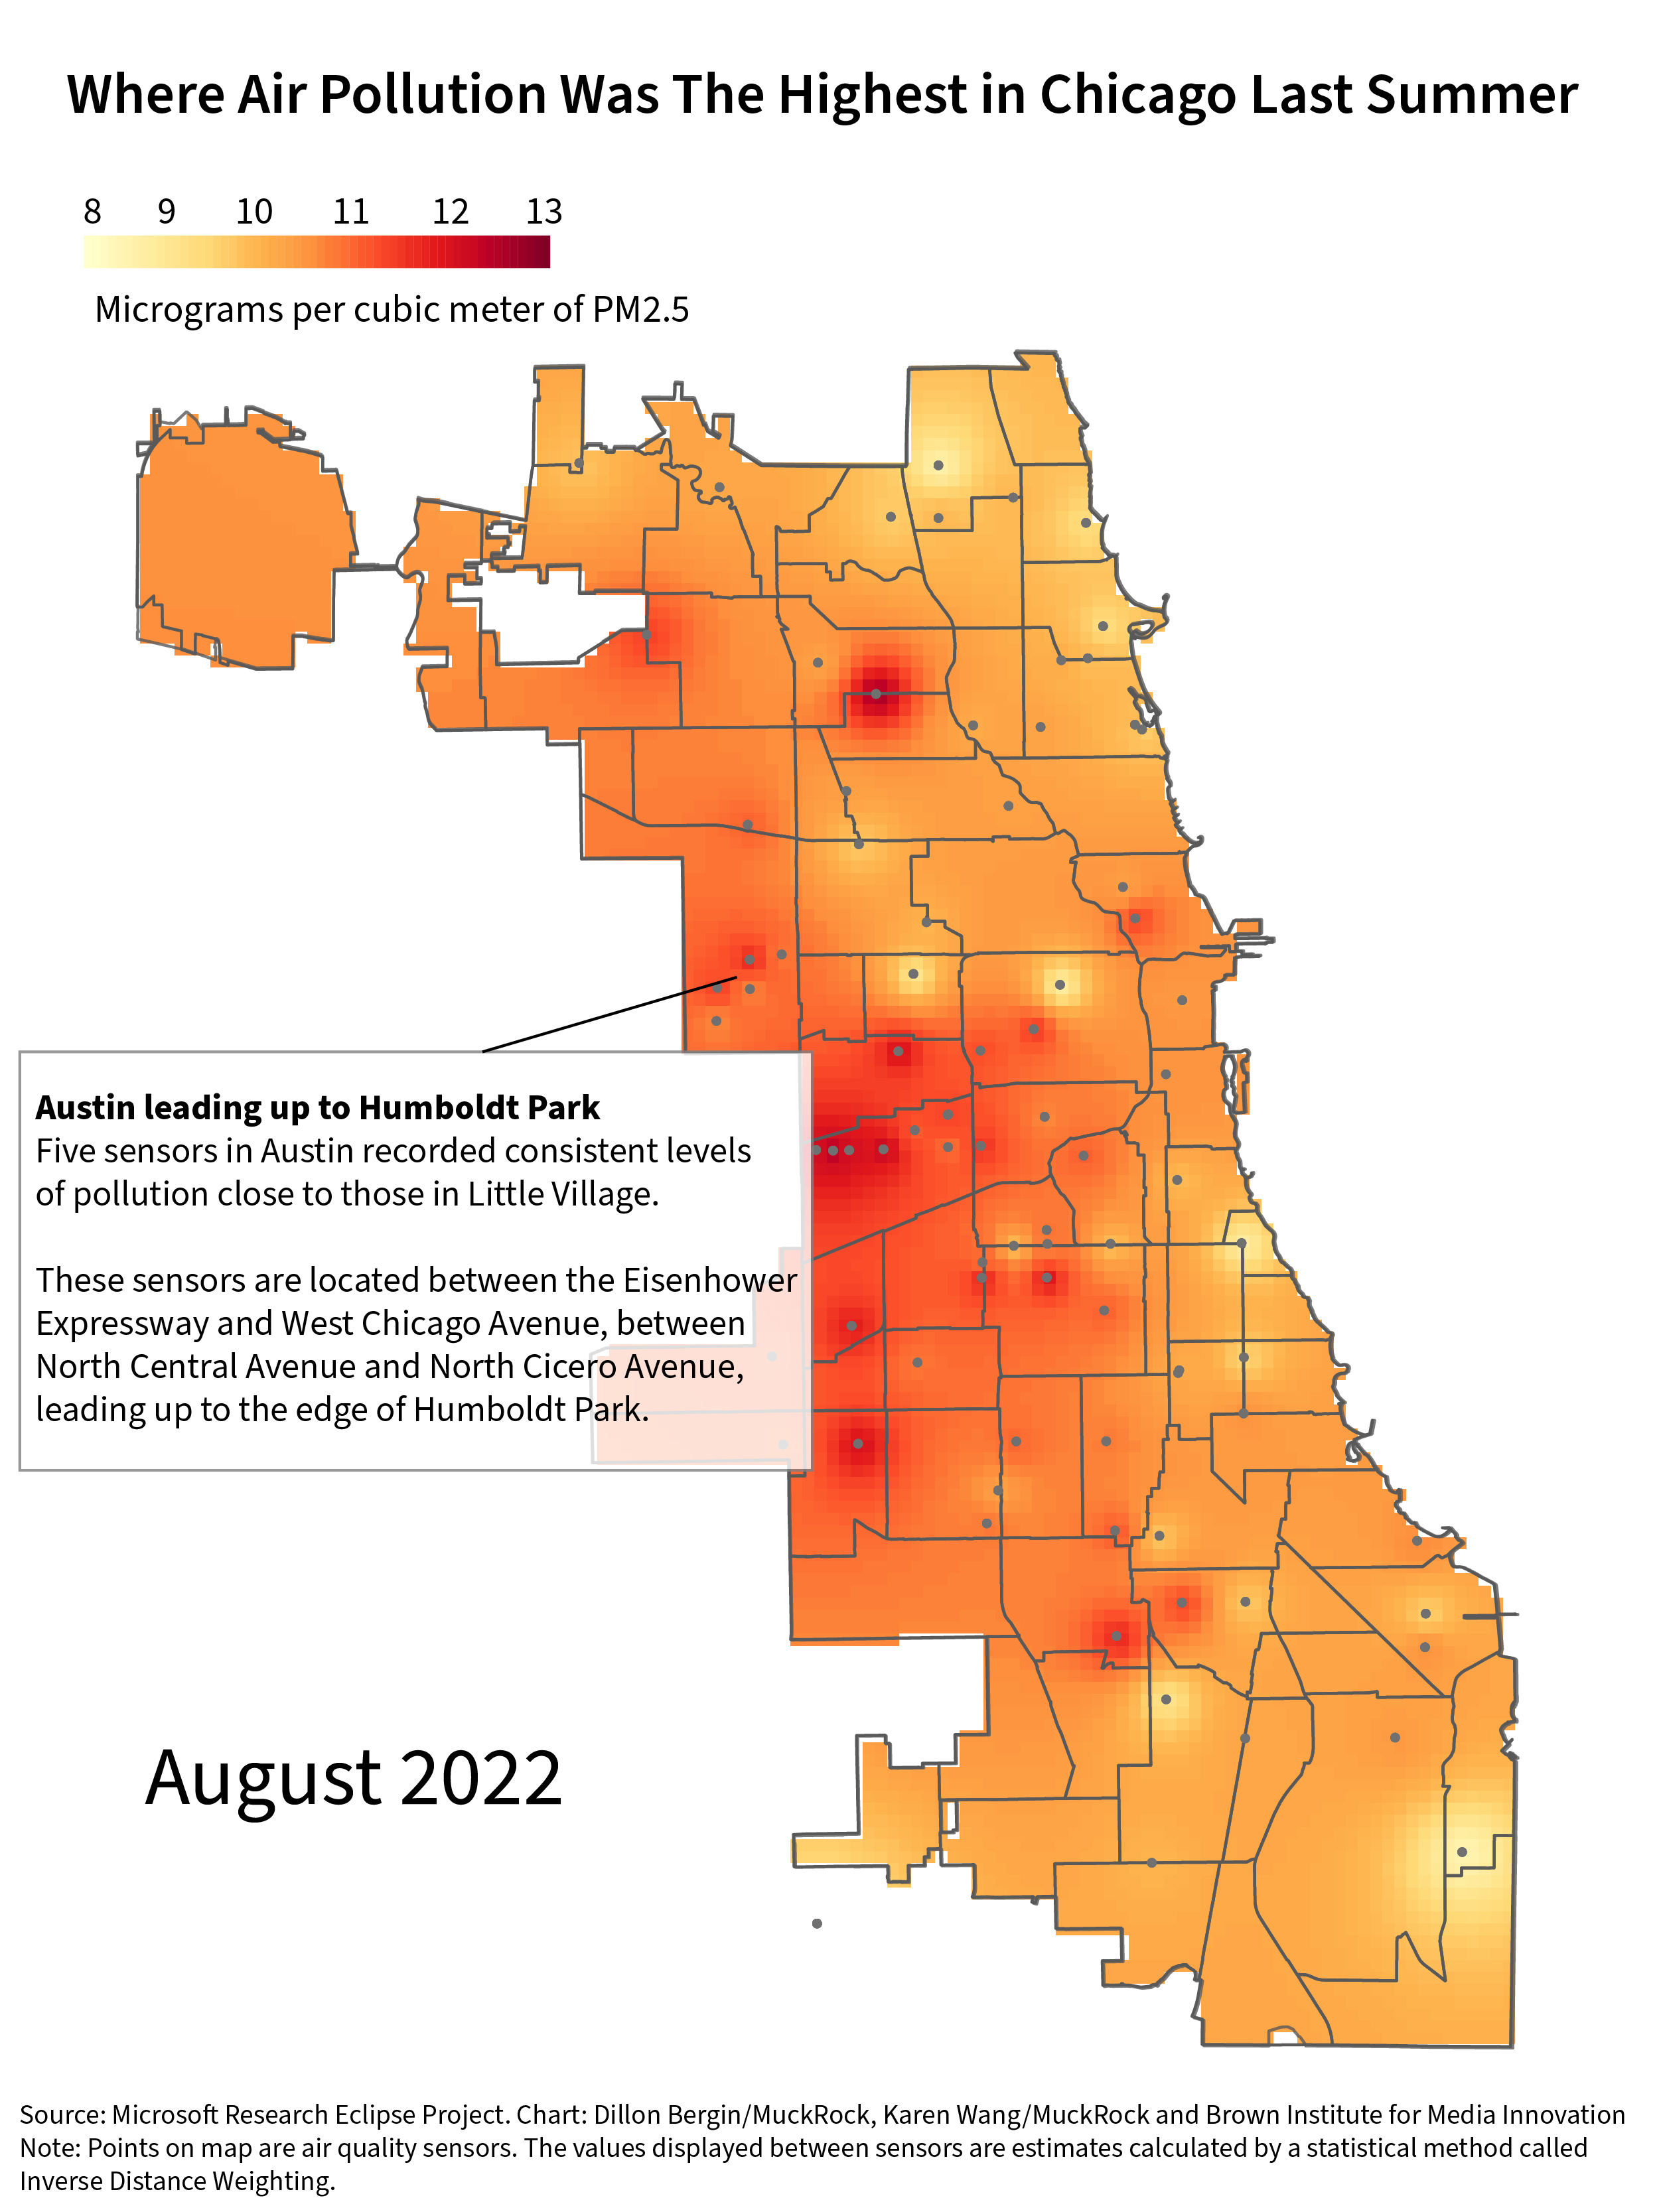 Where Air Pollution Was The Highest in Chicago Last Summer
8 9 10 11 12 13
Micrograms per cubic meter of PM2.5
Austin leading up to Humboldt Park
Five sensors in Austin recorded consistent levels
of pollution close to those in Little Village.
These sensors are located between the Eisenhower
Expressway and West Chicago Avenue, between
North Central Avenue and North Cicero Avenue,
leading up to the edge of Humboldt Park.
August 2022
Source: Microsoft Research Eclipse Project. Chart: Dillon Bergin/MuckRock, Karen Wang/MuckRock and Brown Institute for Media Innovation
Note: Points on map are air quality sensors. The values displayed between sensors are estimates calculated by a statistical method called
Inverse Distance Weighting.